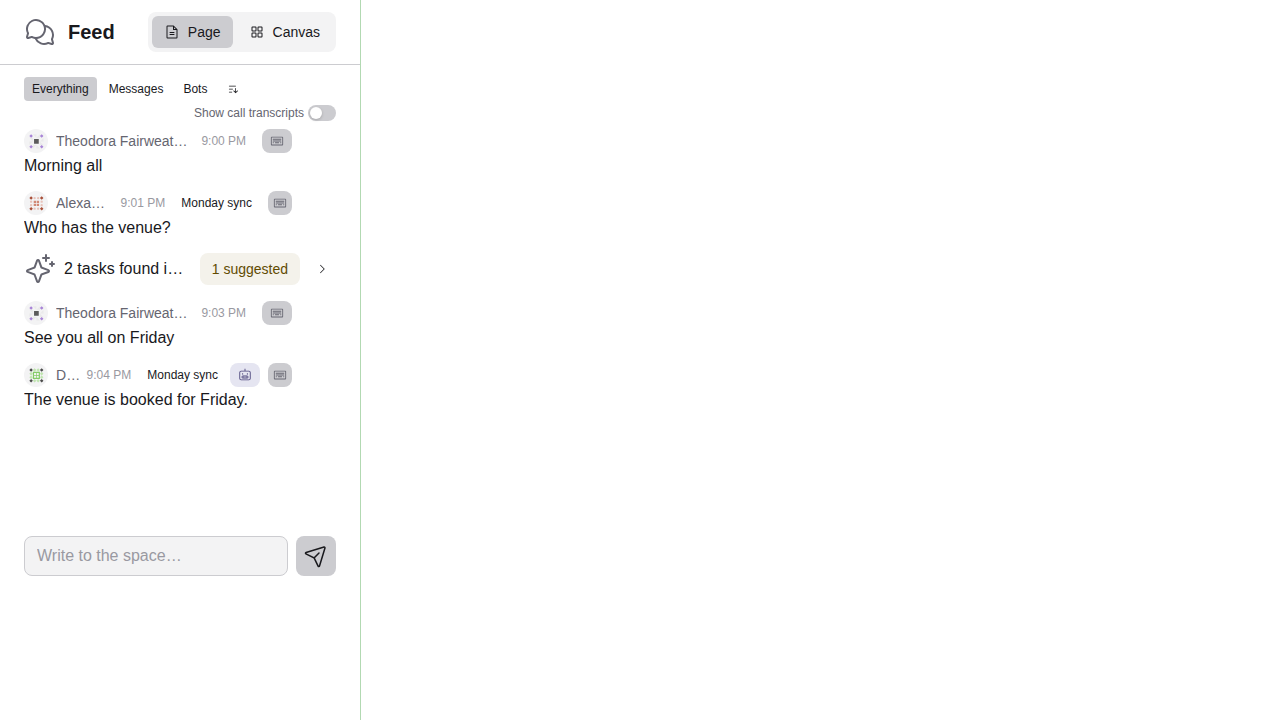 Feed
Page
Canvas
Everything
Messages
Bots
Show call transcripts
Theodora Fairweat… 9:00 PM
Morning all
Alexa… 9:01 PM Monday sync
Who has the venue?
2 tasks found i… 1 suggested
Theodora Fairweat… 9:03 PM
See you all on Friday
D… 9:04 PM Monday sync
The venue is booked for Friday.
Write to the space…